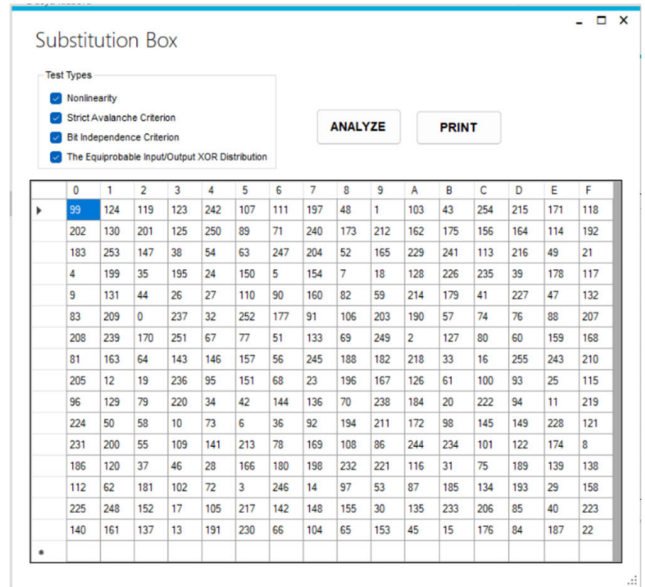 Substitution Box
Test Types
Nonlinearity
Strict Avalanche Criterion
Bit Independence Criterion
The Equiprobable Input/Output XOR Distribution
ANALYZE PRINT
0 1 2 3 4 5 6 7 8 9 A B C D E F
99 124 119 123 242 107 111 197 48 1 103 43 254 215 171 118
202 130 201 125 250 89 71 240 173 212 162 175 156 164 114 192
183 253 147 38 54 63 247 204 52 165 229 241 113 216 49 21
4 199 35 195 24 150 5 154 7 18 128 226 235 39 178 117
9 131 44 26 27 110 90 160 82 59 214 179 41 227 47 132
83 209 0 237 32 252 177 91 106 203 190 57 74 76 88 207
208 239 170 251 67 77 51 133 69 249 2 127 80 60 159 168
81 163 64 143 146 157 56 245 188 182 218 33 16 255 243 210
205 12 19 236 95 151 68 23 196 167 126 61 100 93 25 115
96 129 79 220 34 42 144 136 70 238 184 20 222 94 11 219
224 50 58 10 73 6 36 92 194 211 172 98 145 149 228 121
231 200 55 109 141 213 78 169 108 86 244 234 101 122 174 8
186 120 37 46 28 166 180 198 232 221 116 31 75 189 139 138
112 62 181 102 72 3 246 14 97 53 87 185 134 193 29 158
225 248 152 17 105 217 142 148 155 30 135 233 206 85 40 223
140 161 137 13 191 230 66 104 65 153 45 15 176 84 187 22